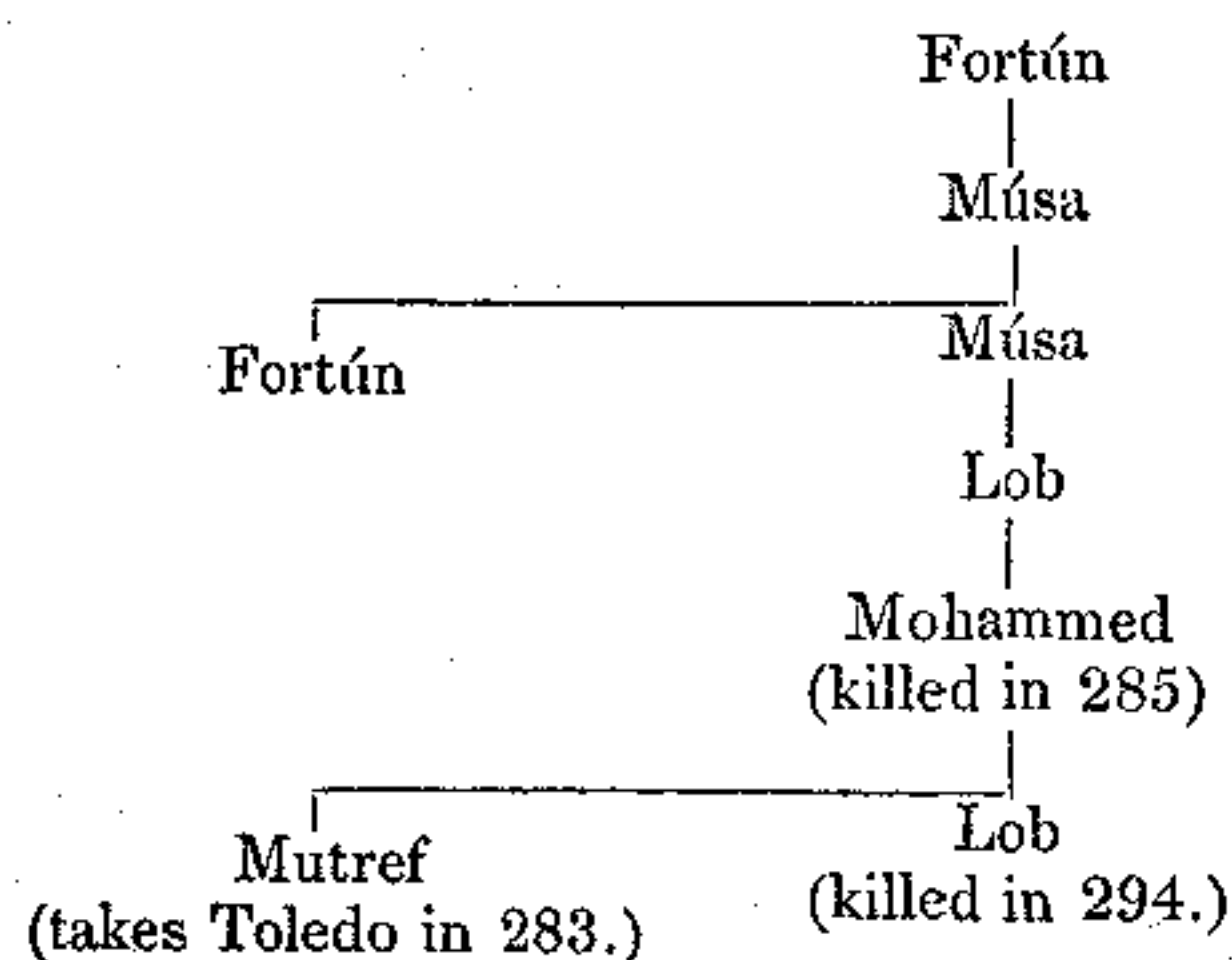 Fortún
Músa
Músa
Fortún
Lob
Mohammed
(killed in 285)
Lob
Mutref
(killed in 294.)
(takes Toledo in 283.)